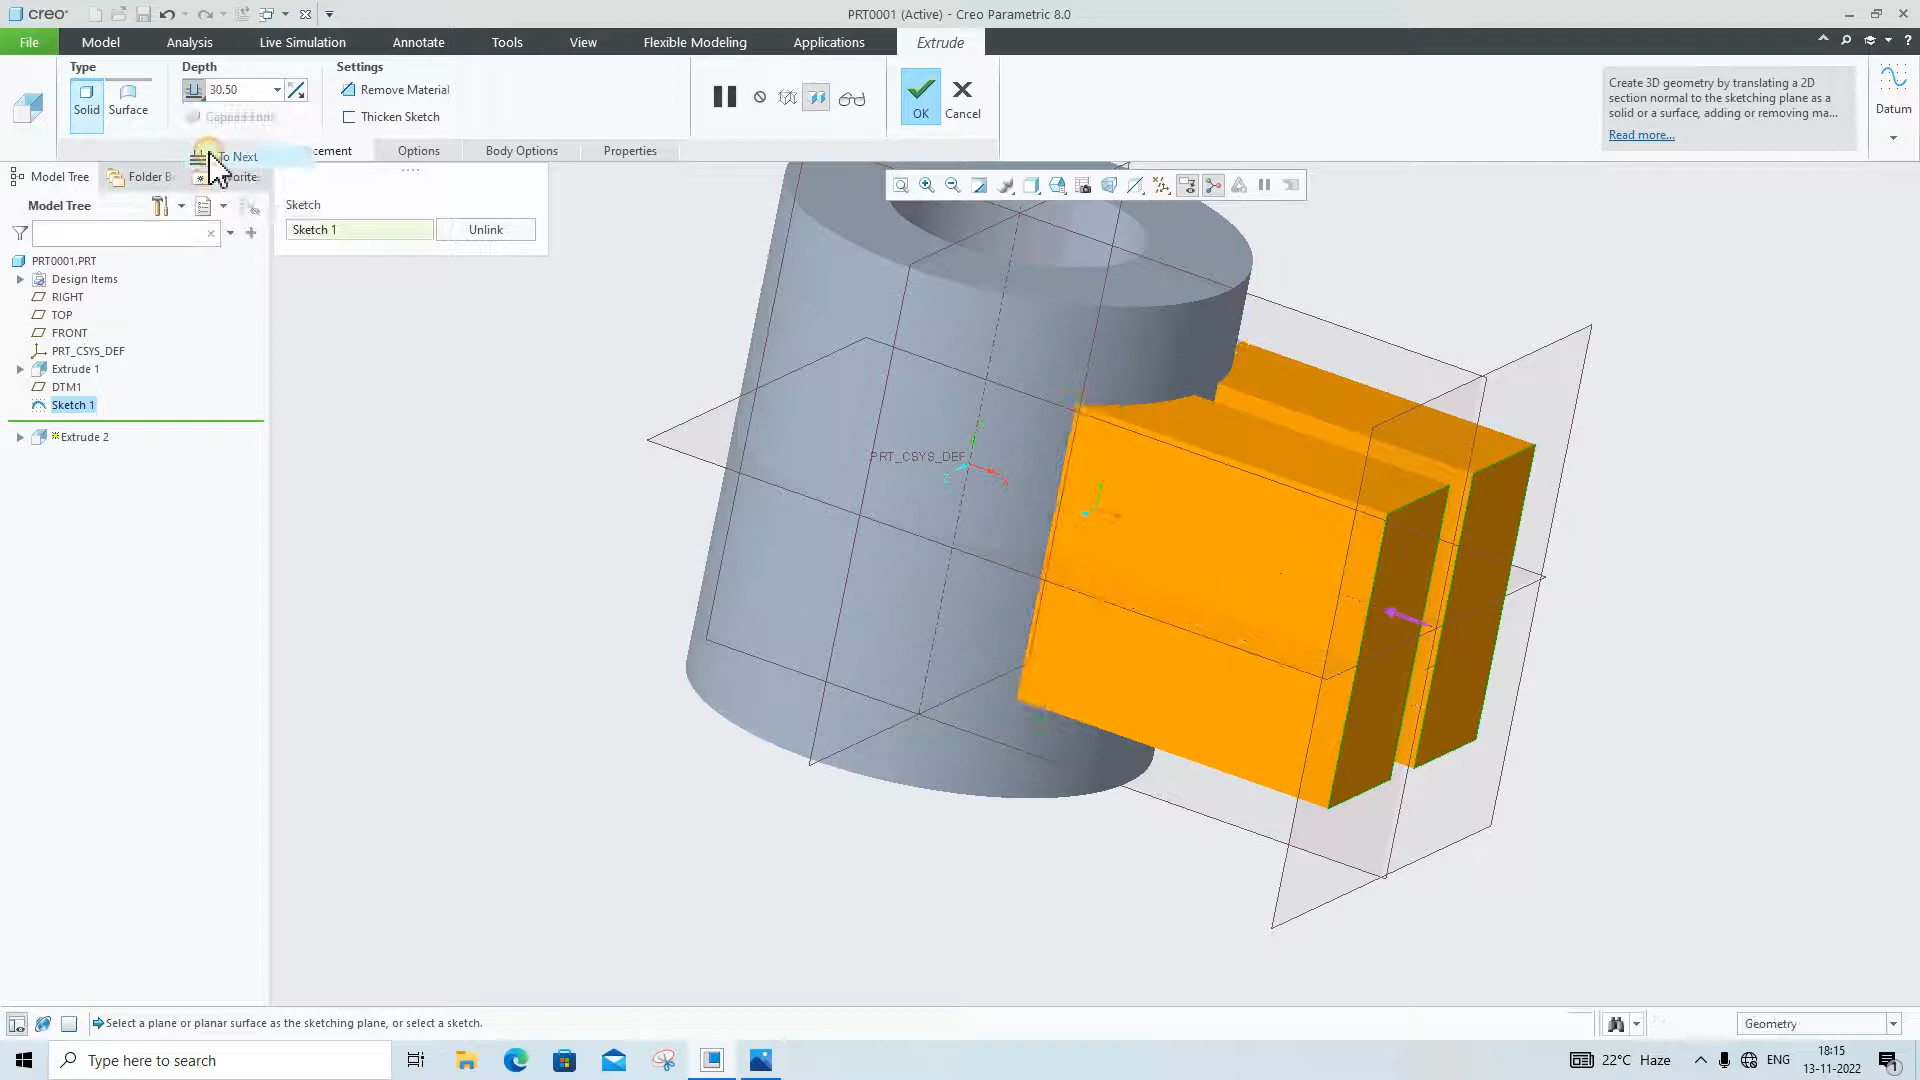 creo
PRT0001 (Active) - Creo Parametric 8.0
File Model Analysis Live Simulation Annotate Tools View Flexible Modeling Applications Extrude
Type Depth Settings
30.50
Remove Material
Solid Surface
Thicken Sketch
OK Cancel
Create 3D geometry by translating a 2D
section normal to the sketching plane as a
solid or a surface, adding or removing ma...
Read more...
Datum
Options Body Options Properties
To Next
Model Tree Folder
Sketch
Model Tree
Sketch 1 Unlink
PRT0001.PRT
Design Items
RIGHT
TOP
FRONT
PRT_CSYS_DEF
Extrude 1
DTM1
Sketch 1
Extrude 2
PRT_CSYS_DEF
Z
X
Select a plane or planar surface as the sketching plane, or select a sketch.
Geometry
Type here to search
22°C Haze
ENG
18:15
13-11-2022
1